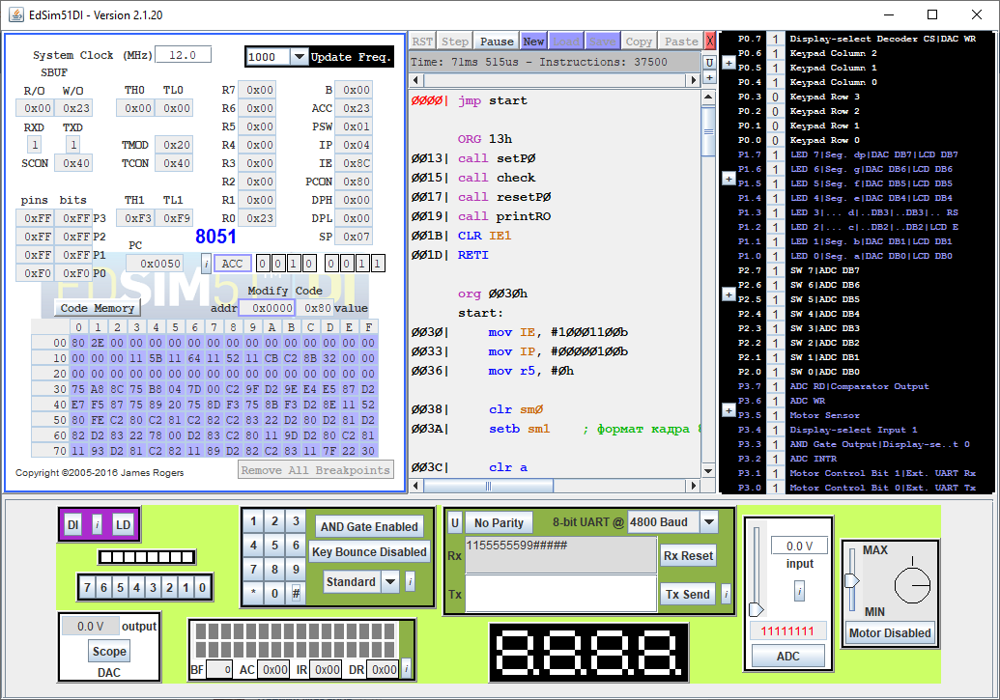 EdSim51DI - Version 2.1.20
System Clock (MHz) 12.0
1000 Update Freq.
SBUF
R/O W/O
0x00 0x23
TH0 TL0
0x00 0x00
RXD TXD
1 1
TMOD 0x20
SCON 0x40
TCON 0x40
pins bits
0xFF 0xFF P3
0xFF 0xFF P2
0xFF 0xFF P1
0xF0 0xF0 P0
TH1 TL1
0xF3 0xF9
R7 0x00 B 0x00
R6 0x00 ACC 0x23
R5 0x00 PSW 0x01
R4 0x00 IP 0x04
R3 0x00 IE 0x8C
R2 0x00 PCON 0x80
R1 0x00 DPH 0x00
R0 0x23 DPL 0x00
8051 SP 0x07
PC
0x0050 i ACC 0 0 1 0 0 0 1 1
EDSIM51DI
Modify Code
Code Memory addr 0x0000 0x80 value
0 1 2 3 4 5 6 7 8 9 A B C D E F
00 80 2E 00 00 00 00 00 00 00 00 00 00 00 00 00 00
10 00 00 00 11 5B 11 64 11 52 11 CB C2 8B 32 00 00
20 00 00 00 00 00 00 00 00 00 00 00 00 00 00 00 00
30 75 A8 8C 75 B8 04 7D 00 C2 9F D2 9E E4 E5 87 D2
40 E7 F5 87 75 89 20 75 8D F3 75 8B F3 D2 8E 11 52
50 80 FE C2 80 C2 81 C2 82 C2 83 22 D2 80 D2 81 D2
60 82 D2 83 22 78 00 D2 83 C2 80 11 9D D2 80 C2 81
70 11 93 D2 81 C2 82 11 89 D2 82 C2 83 11 7F 22 30
Copyright ©2005-2016 James Rogers
Remove All Breakpoints
RST Step Pause New Load Save Copy Paste X
Time: 71ms 515us - Instructions: 37500
U
+
0000| jmp start
ORG 13h
0013| call setP0
0015| call check
0017| call resetP0
0019| call printRO
001B| CLR IE1
001D| RETI
org 0030h
start:
0030| mov IE, #10001100b
0033| mov IP, #00000100b
0036| mov r5, #0h
0038| clr sm0
003A| setb sm1 ; формат кадра 8
003C| clr a
P0.7 1 Display-select Decoder CS|DAC WR
P0.6 1 Keypad Column 2
P0.5 1 Keypad Column 1
P0.4 1 Keypad Column 0
P0.3 0 Keypad Row 3
P0.2 0 Keypad Row 2
P0.1 0 Keypad Row 1
P0.0 0 Keypad Row 0
P1.7 1 LED 7|Seg. dp|DAC DB7|LCD DB7
P1.6 1 LED 6|Seg. g|DAC DB6|LCD DB6
P1.5 1 LED 5|Seg. f|DAC DB5|LCD DB5
P1.4 1 LED 4|Seg. e|DAC DB4|LCD DB4
P1.3 1 LED 3|... d|..DB3|..DB3|.. RS
P1.2 1 LED 2|... c|..DB2|..DB2|LCD E
P1.1 1 LED 1|Seg. b|DAC DB1|LCD DB1
P1.0 1 LED 0|Seg. a|DAC DB0|LCD DB0
P2.7 1 SW 7|ADC DB7
P2.6 1 SW 6|ADC DB6
P2.5 1 SW 5|ADC DB5
P2.4 1 SW 4|ADC DB4
P2.3 1 SW 3|ADC DB3
P2.2 1 SW 2|ADC DB2
P2.1 1 SW 1|ADC DB1
P2.0 1 SW 0|ADC DB0
P3.7 1 ADC RD|Comparator Output
P3.6 1 ADC WR
P3.5 1 Motor Sensor
P3.4 1 Display-select Input 1
P3.3 1 AND Gate Output|Display-se..t 0
P3.2 1 ADC INTR
P3.1 1 Motor Control Bit 1|Ext. UART Rx
P3.0 1 Motor Control Bit 0|Ext. UART Tx
DI i LD
7 6 5 4 3 2 1 0
0.0 V output
Scope
DAC
1 2 3
4 5 6
7 8 9
* 0 #
AND Gate Enabled
Key Bounce Disabled
Standard i
BF 0 AC 0x00 IR 0x00 DR 0x00 i
U No Parity 8-bit UART @ 4800 Baud
Rx 1155555599##### Rx Reset
Tx Tx Send i
8.8.8.8.
0.0 V
input
i
11111111
ADC
MAX
MIN
Motor Disabled